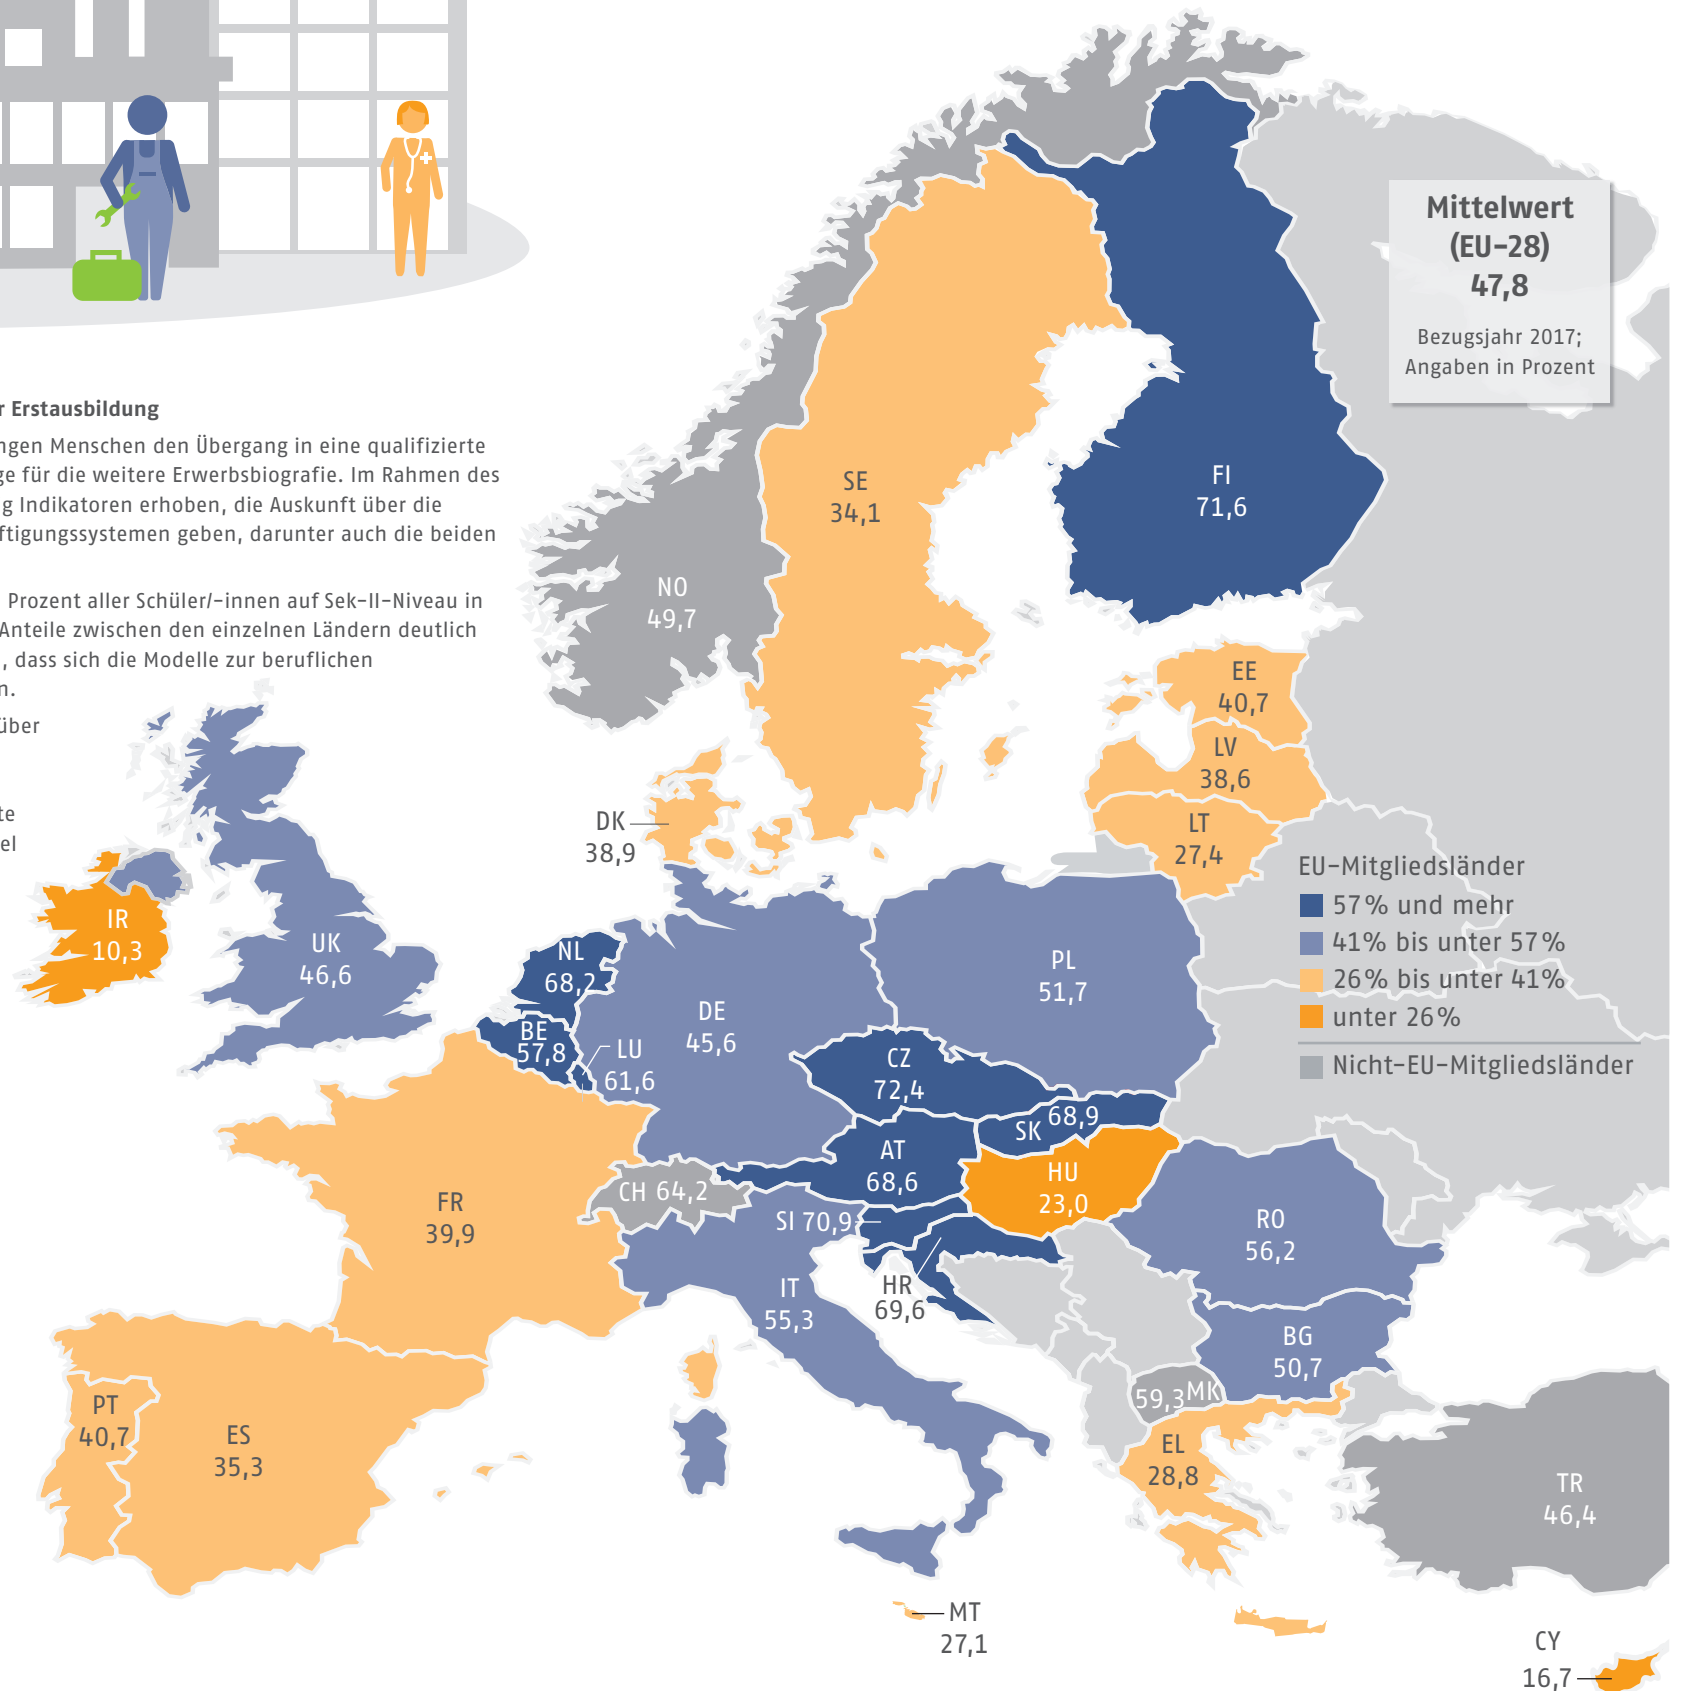 r Erstausbildung
ngen Menschen den Übergang in eine qualifizierte
ge für die weitere Erwerbsbiografie. Im Rahmen des
g Indikatoren erhoben, die Auskunft über die
ftigungssystemen geben, darunter auch die beiden
Prozent aller Schüler/-innen auf Sek-II-Niveau in
Anteile zwischen den einzelnen Ländern deutlich
, dass sich die Modelle zur beruflichen
n.
über
te
el
Mittelwert
(EU-28)
47,8
Bezugsjahr 2017;
Angaben in Prozent
FI
71,6
SE
34,1
NO
49,7
EE
40,7
LV
38,6
LT
27,4
DK
38,9
IR
10,3
UK
46,6
NL
68,2
BE
57,8
LU
61,6
DE
45,6
PL
51,7
CZ
72,4
SK 68,9
AT
68,6
HU
23,0
CH 64,2
FR
39,9
SI 70,9
HR
69,6
IT
55,3
RO
56,2
BG
50,7
59,3 MK
EL
28,8
PT
40,7
ES
35,3
TR
46,4
MT
27,1
CY
16,7
EU-Mitgliedsländer
57% und mehr
41% bis unter 57%
26% bis unter 41%
unter 26%
Nicht-EU-Mitgliedsländer